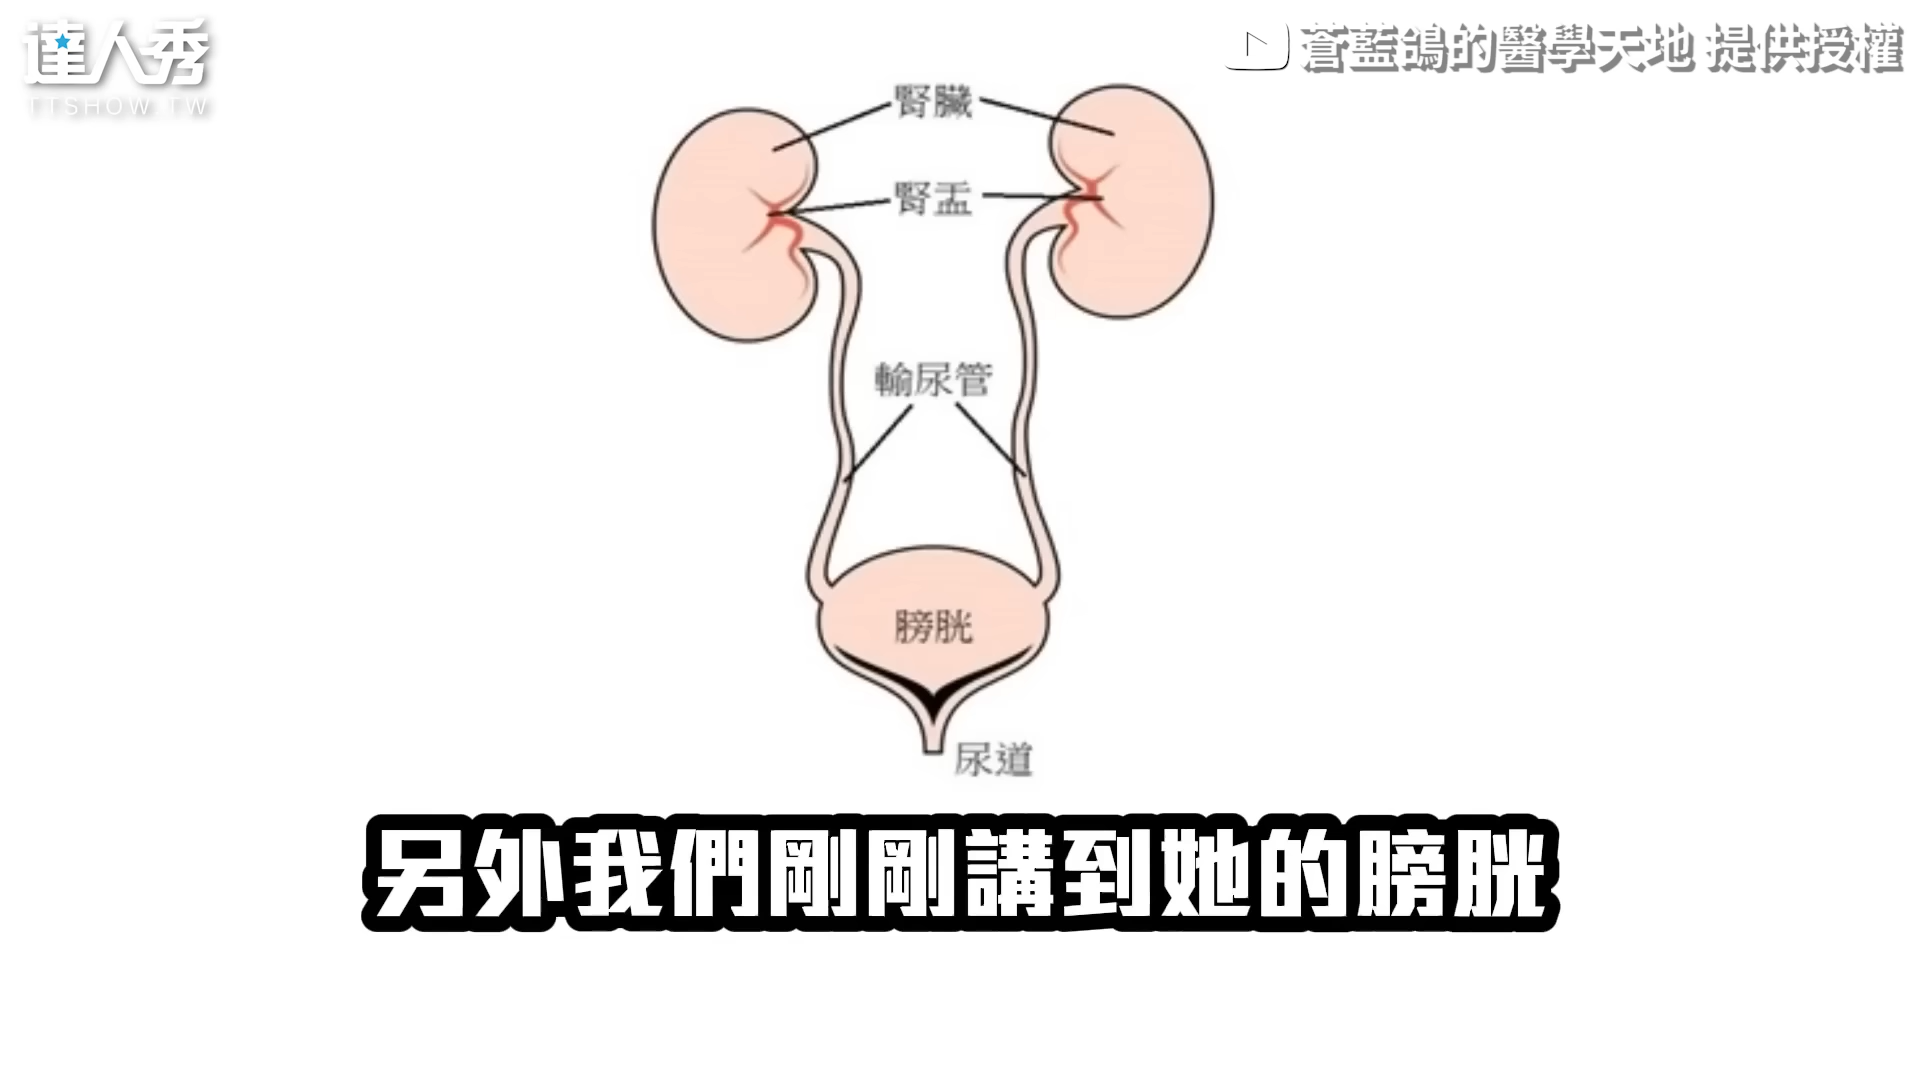 達人秀
TTSHOW.TW
蒼藍鴿的醫學天地 提供授權
腎臟
腎盂
輸尿管
膀胱
尿道
另外我們剛剛講到她的膀胱